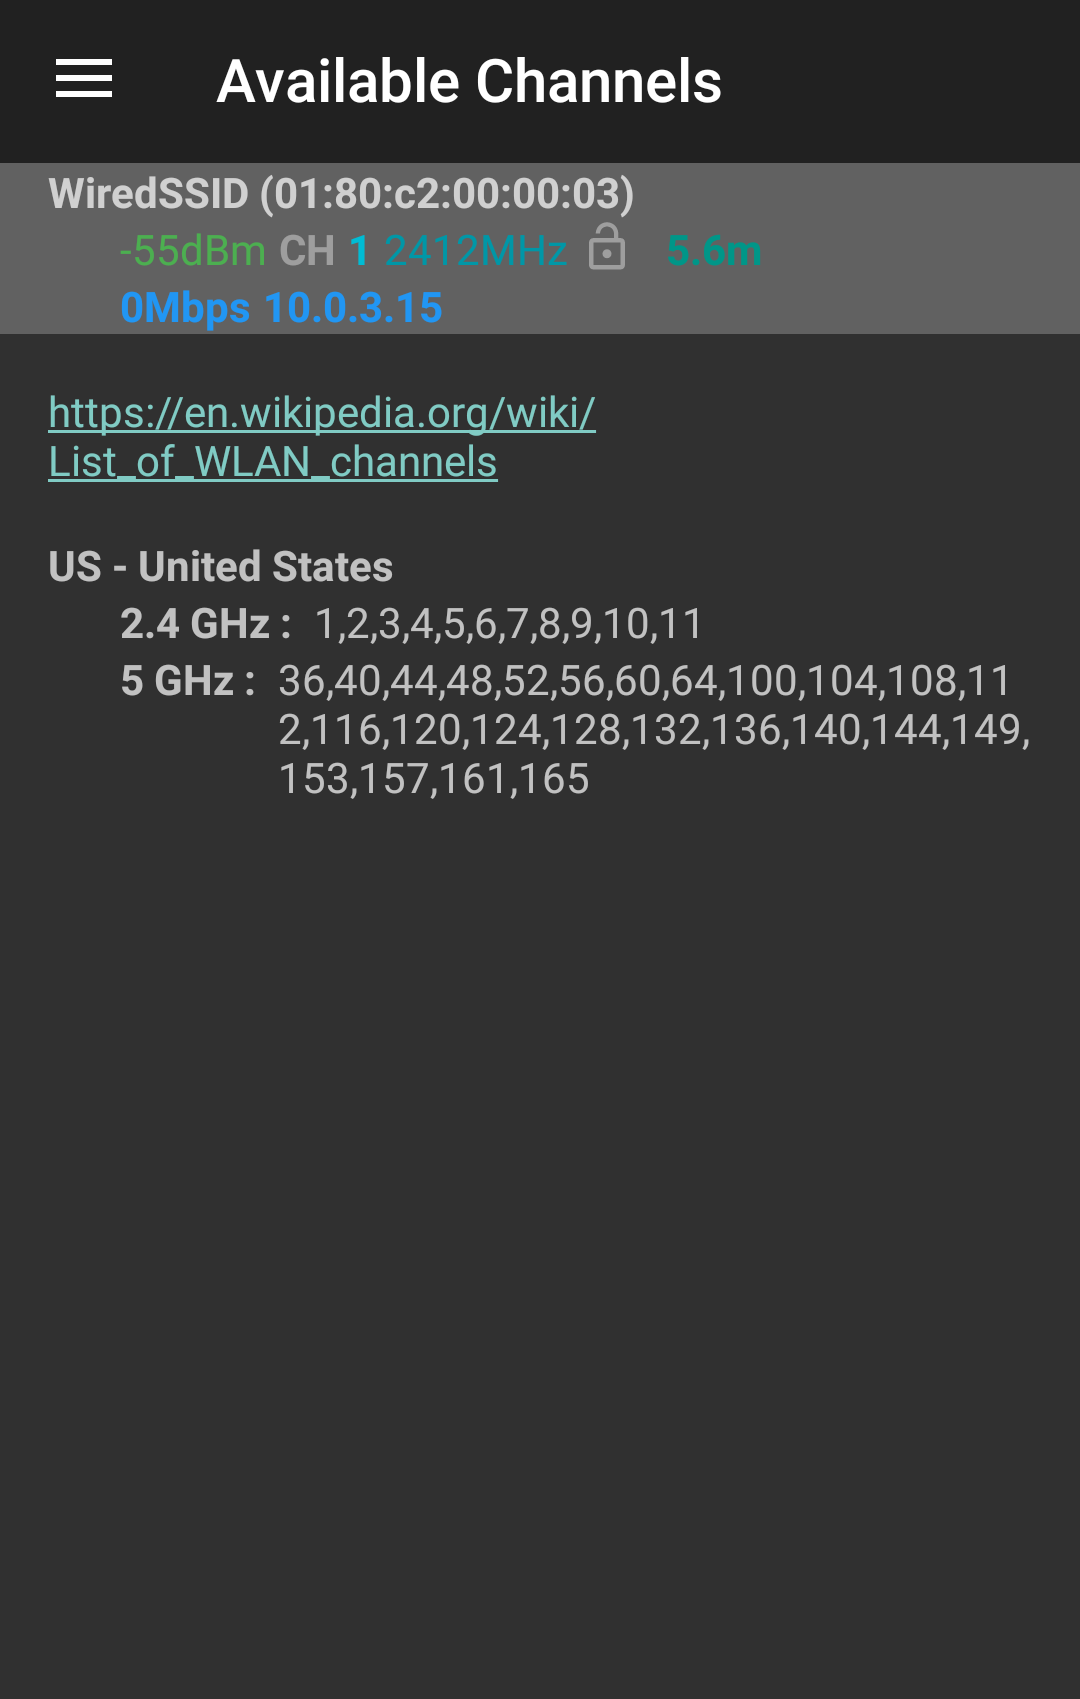 Available Channels
WiredSSID (01:80:c2:00:00:03)
-55dBm CH 1 2412MHz 5.6m
0Mbps 10.0.3.15
https://en.wikipedia.org/wiki/
List_of_WLAN_channels
US - United States
2.4 GHz : 1,2,3,4,5,6,7,8,9,10,11
5 GHz : 36,40,44,48,52,56,60,64,100,104,108,11
2,116,120,124,128,132,136,140,144,149,
153,157,161,165